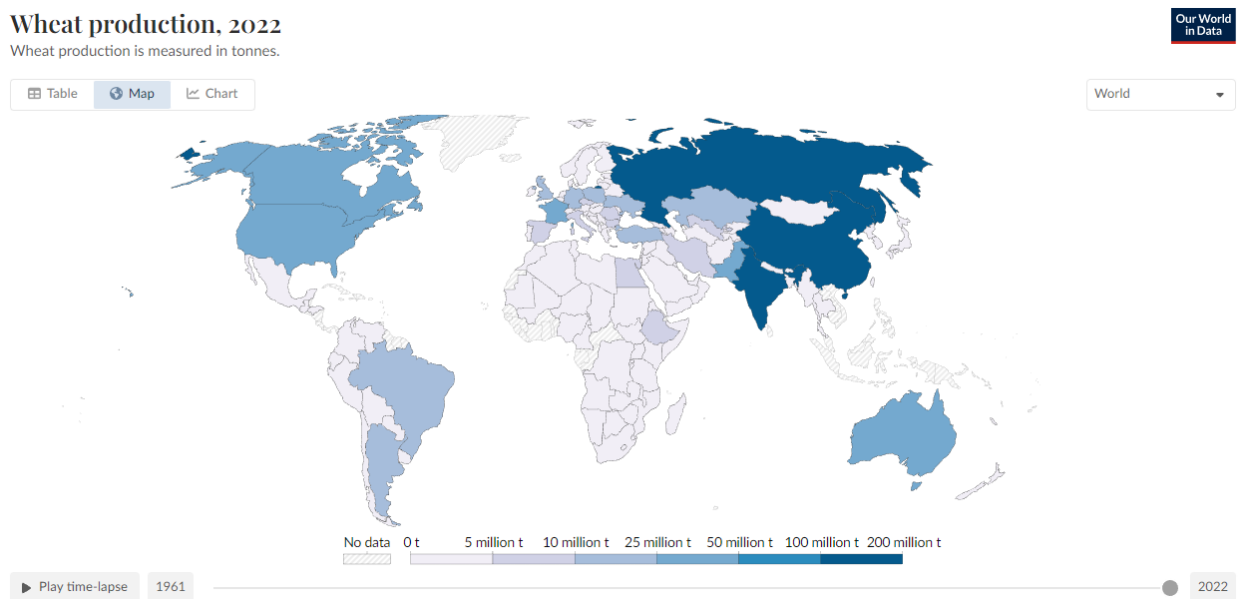 Wheat production, 2022
Wheat production is measured in tonnes.
Our World
in Data
Table Map Chart
World
No data 0 t 5 million t 10 million t 25 million t 50 million t 100 million t 200 million t
Play time-lapse 1961 2022